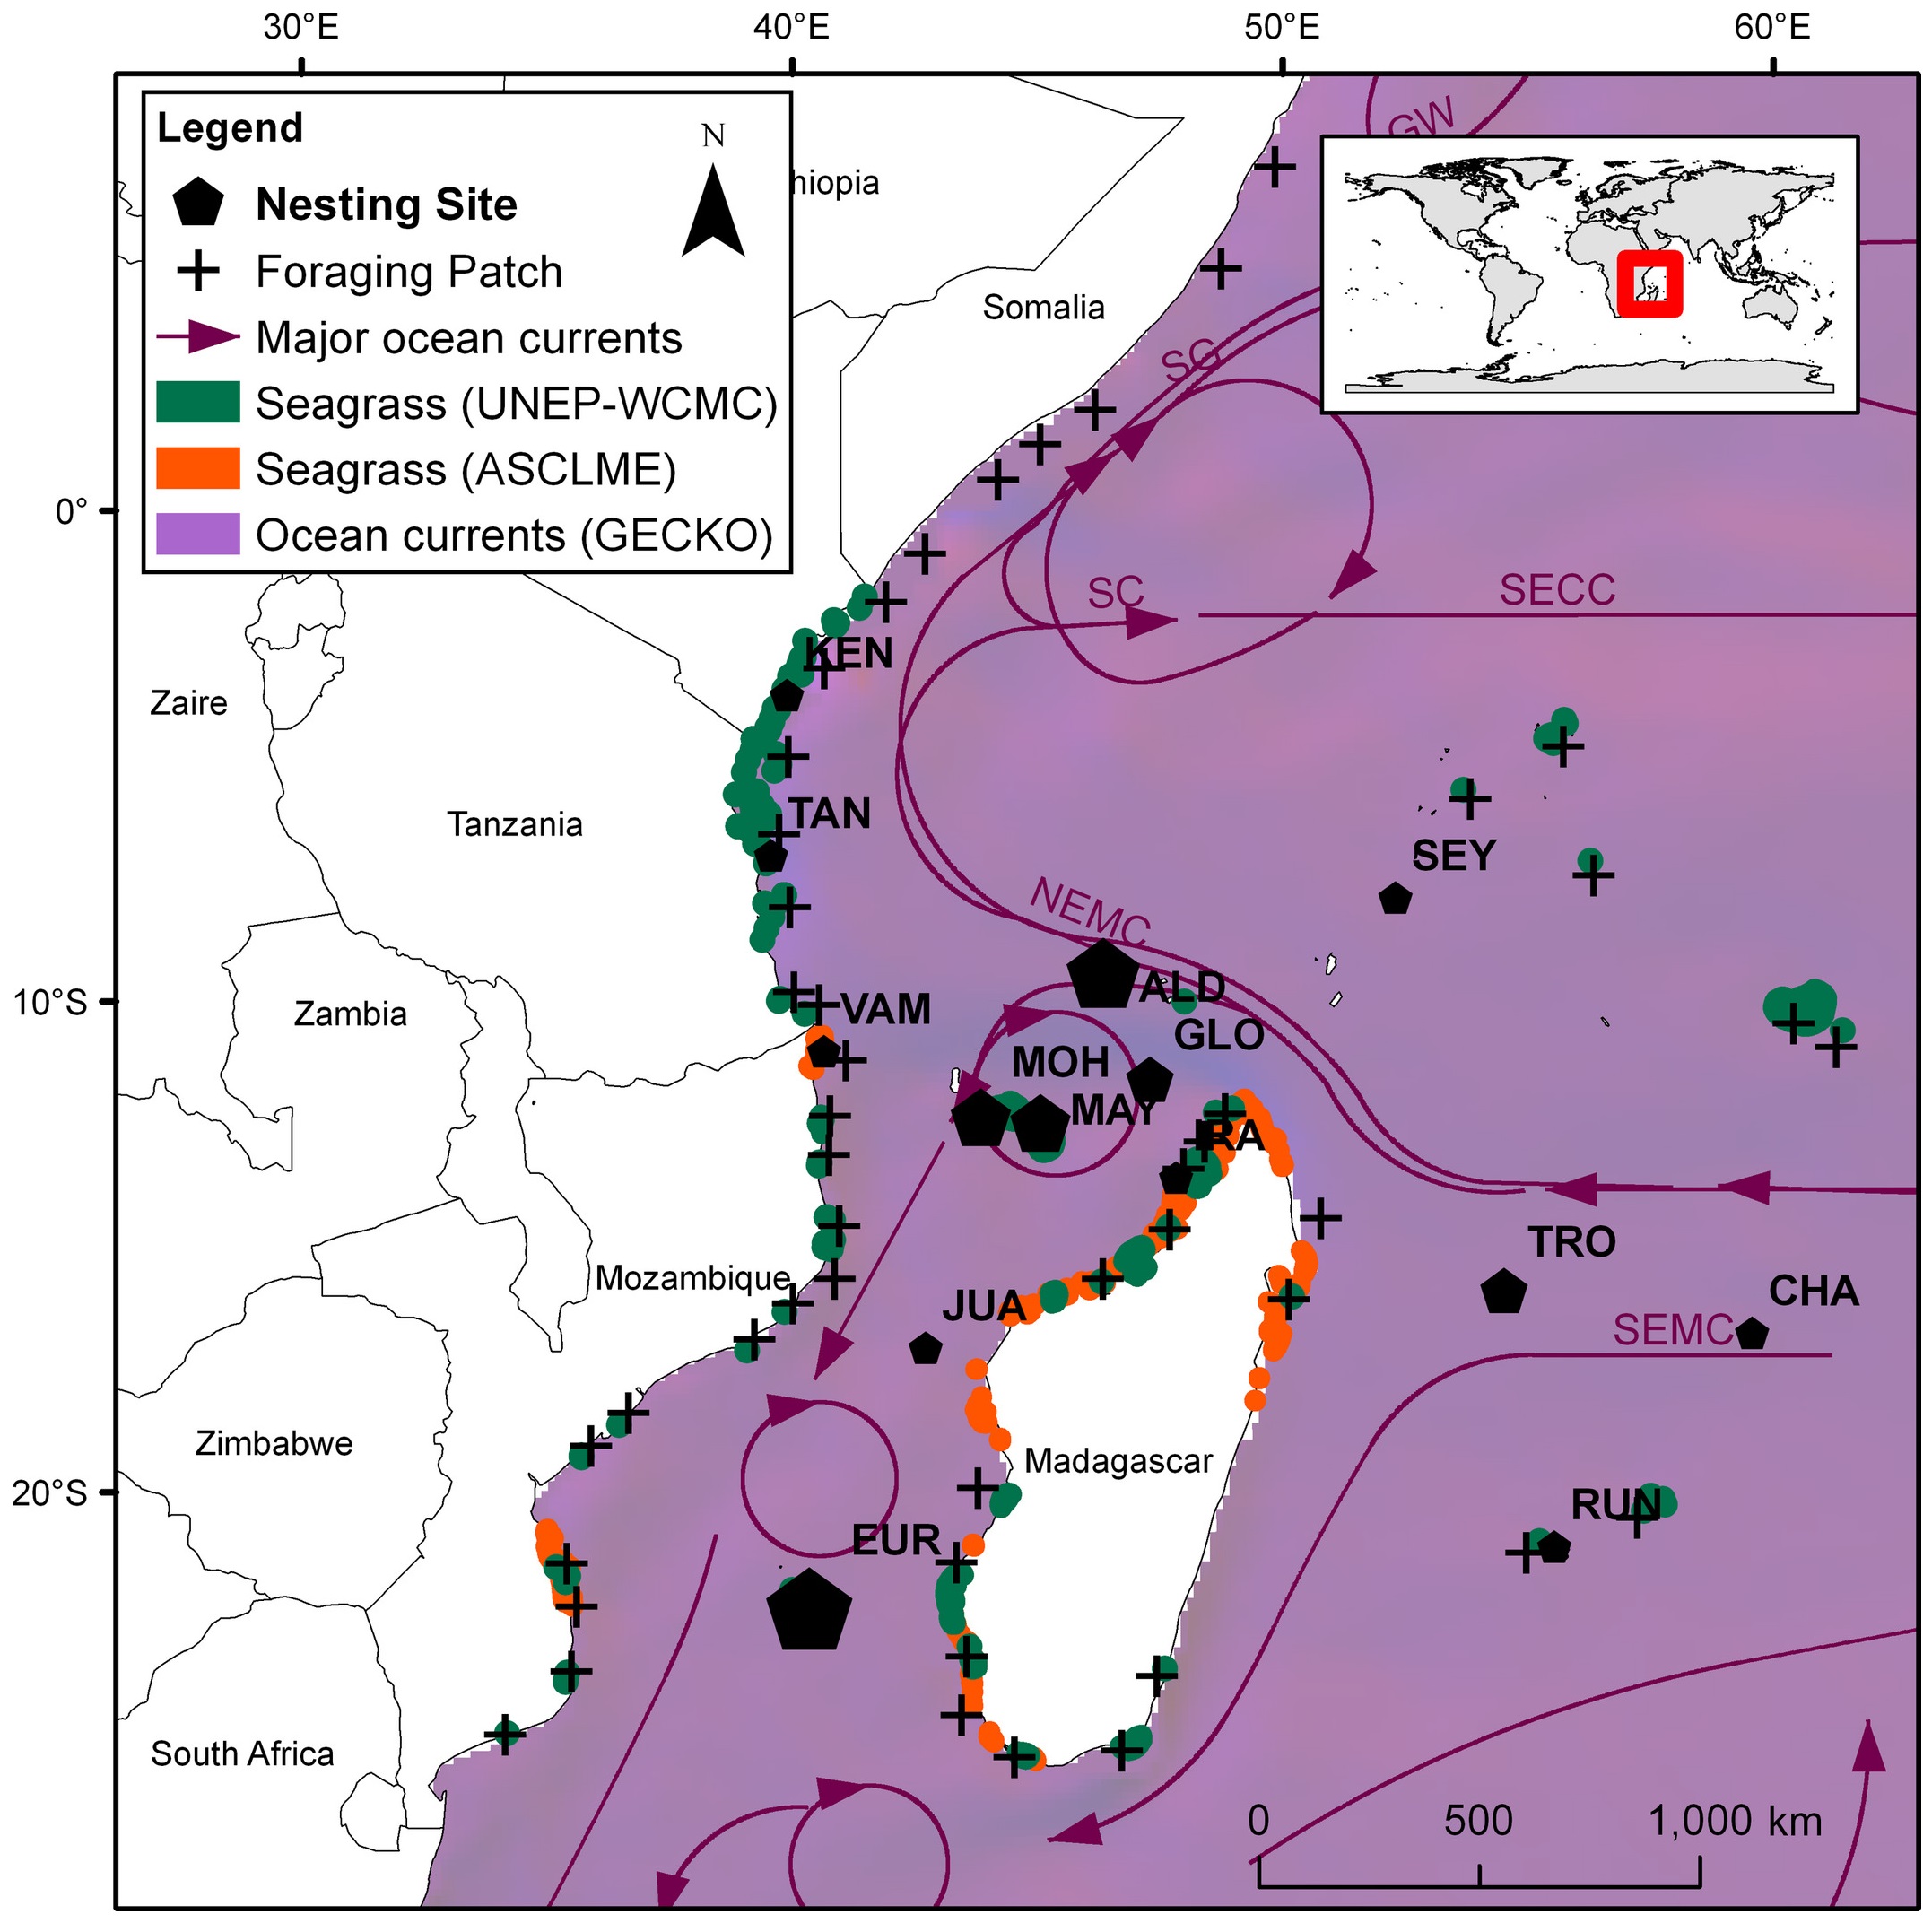 30°E 40°E 50°E 60°E
Legend
N
Nesting Site
Foraging Patch
Major ocean currents
Seagrass (UNEP-WCMC)
Seagrass (ASCLME)
Ocean currents (GECKO)
hiopia
GW
Somalia
SC
0°
SC
SECC
KEN
Zaire
Tanzania
TAN
SEY
NEMC
ALD
10°S
VAM
Zambia
GLO
MOH
MAY
RA
TRO
Mozambique
JUA
CHA
SEMC
Zimbabwe
Madagascar
20°S
RUN
EUR
South Africa
0 500 1,000 km